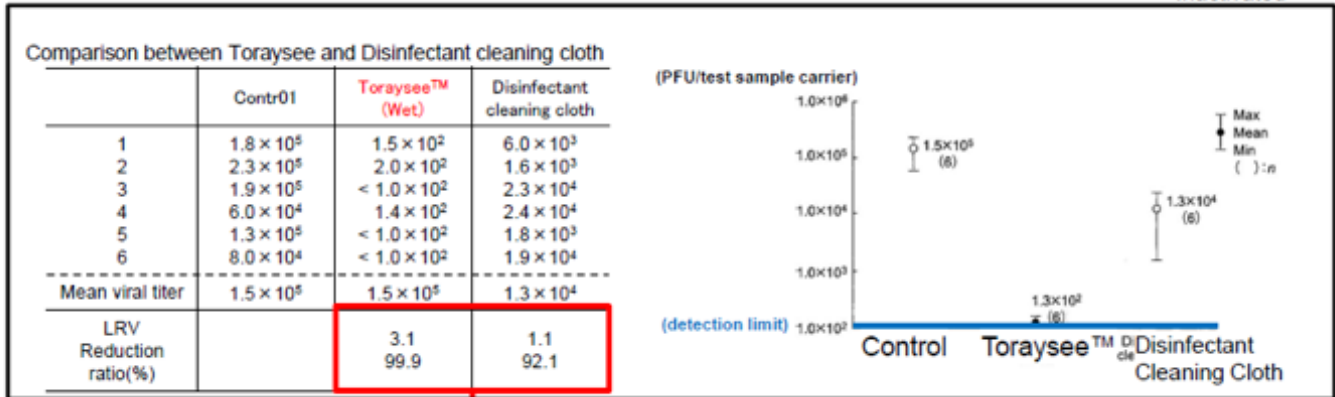 Comparison between Toraysee and Disinfectant cleaning cloth
Contr01 Toraysee™ (Wet) Disinfectant cleaning cloth
1 1.8 × 10⁵ 1.5 × 10² 6.0 × 10³
2 2.3 × 10⁵ 2.0 × 10² 1.6 × 10³
3 1.9 × 10⁵ < 1.0 × 10² 2.3 × 10⁴
4 6.0 × 10⁴ 1.4 × 10² 2.4 × 10⁴
5 1.3 × 10⁵ < 1.0 × 10² 1.8 × 10³
6 8.0 × 10⁴ < 1.0 × 10² 1.9 × 10⁴
Mean viral titer 1.5 × 10⁵ 1.5 × 10⁵ 1.3 × 10⁴
LRV 3.1 1.1
Reduction ratio(%) 99.9 92.1
(PFU/test sample carrier)
1.0×10⁶
1.0×10⁵
1.0×10⁴
1.0×10³
(detection limit) 1.0×10²
1.5×10⁵
(6)
1.3×10²
(6)
1.3×10⁴
(6)
Max
Mean
Min
( ):n
Control Toraysee™ Disinfectant
Cleaning Cloth